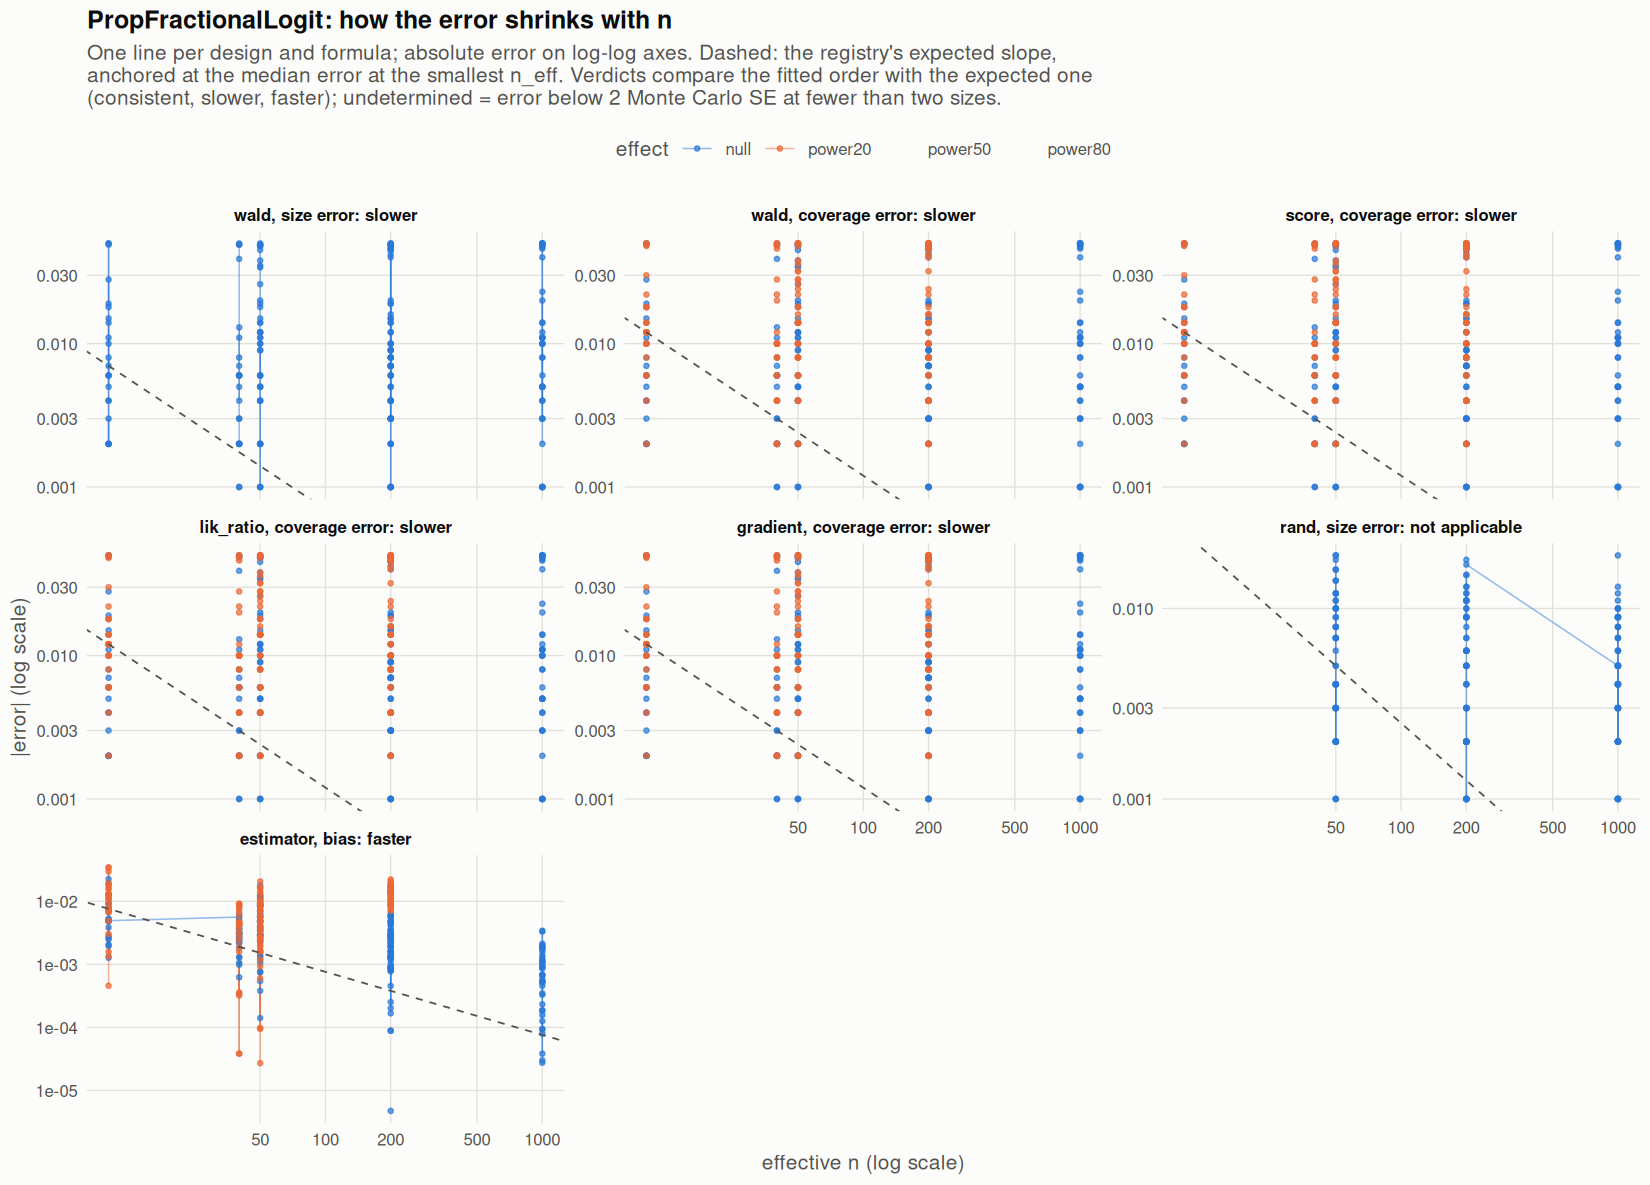 PropFractionalLogit: how the error shrinks with n
One line per design and formula; absolute error on log-log axes. Dashed: the registry's expected slope,
anchored at the median error at the smallest n_eff. Verdicts compare the fitted order with the expected one
(consistent, slower, faster); undetermined = error below 2 Monte Carlo SE at fewer than two sizes.
effect null power20 power50 power80
wald, size error: slower
wald, coverage error: slower
score, coverage error: slower
0.030
0.010
0.003
0.001
0.030
0.010
0.003
0.001
0.030
0.010
0.003
0.001
lik_ratio, coverage error: slower
gradient, coverage error: slower
rand, size error: not applicable
0.030
0.010
0.003
0.001
0.030
0.010
0.003
0.001
0.010
0.003
0.001
50 100 200 500 1000
50 100 200 500 1000
|error| (log scale)
estimator, bias: faster
1e-02
1e-03
1e-04
1e-05
50 100 200 500 1000
effective n (log scale)